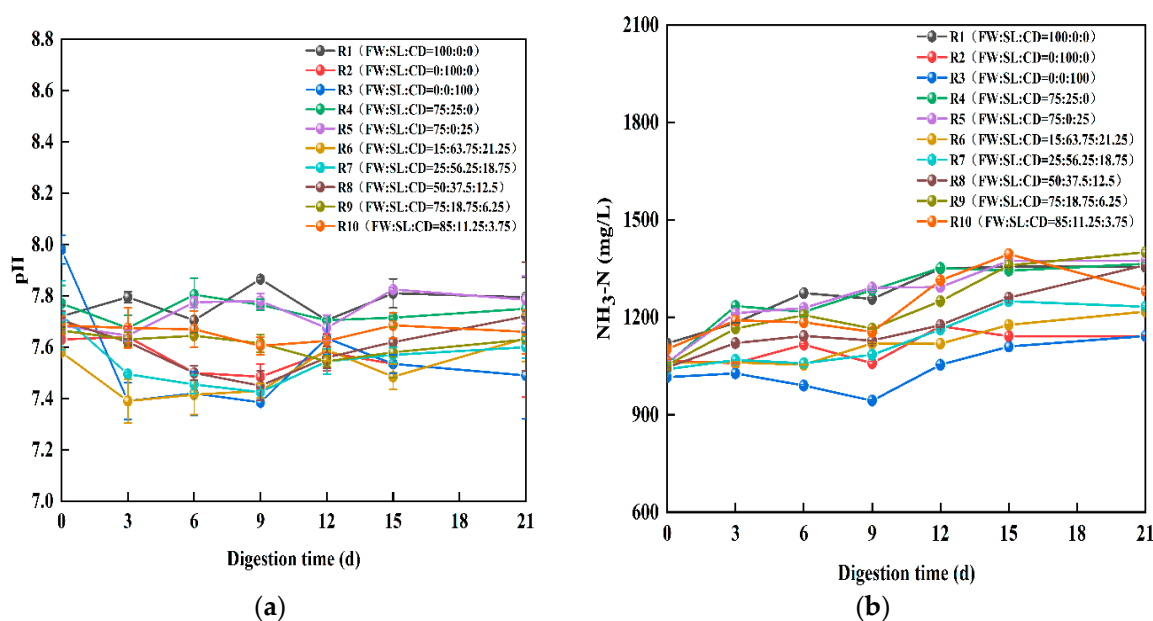 8.8
8.6
8.4
8.2
8.0
7.8
7.6
7.4
7.2
7.0
pH
R1（FW:SL:CD=100:0:0）
R2（FW:SL:CD=0:100:0）
R3（FW:SL:CD=0:0:100）
R4（FW:SL:CD=75:25:0）
R5（FW:SL:CD=75:0:25）
R6（FW:SL:CD=15:63.75:21.25）
R7（FW:SL:CD=25:56.25:18.75）
R8（FW:SL:CD=50:37.5:12.5）
R9（FW:SL:CD=75:18.75:6.25）
R10（FW:SL:CD=85:11.25:3.75）
0 3 6 9 12 15 18 21
Digestion time (d)
(a)
2100
1800
1500
1200
900
600
NH3-N (mg/L)
R1（FW:SL:CD=100:0:0）
R2（FW:SL:CD=0:100:0）
R3（FW:SL:CD=0:0:100）
R4（FW:SL:CD=75:25:0）
R5（FW:SL:CD=75:0:25）
R6（FW:SL:CD=15:63.75:21.25）
R7（FW:SL:CD=25:56.25:18.75）
R8（FW:SL:CD=50:37.5:12.5）
R9（FW:SL:CD=75:18.75:6.25）
R10（FW:SL:CD=85:11.25:3.75）
0 3 6 9 12 15 18 21
Digestion time (d)
(b)